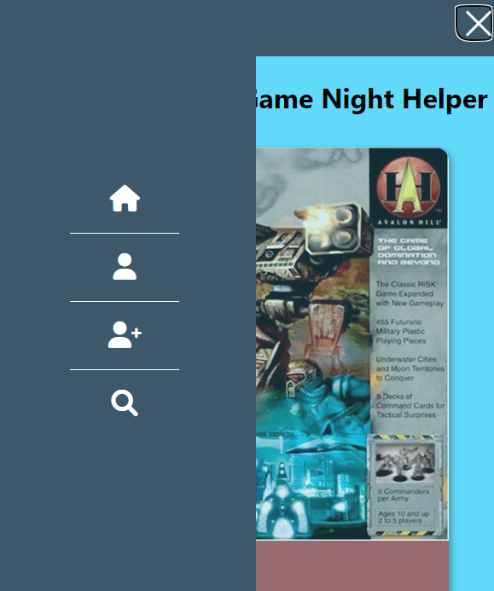 ame Night Helper
AVALON HILL
THE GAME
OF GLOBAL
DOMINATION
AND BEYOND
The Classic RISK
Game Expanded
with New Gameplay
455 Futuristic
Military Plastic
Playing Pieces
Underwater Cities
and Moon Territories
to Conquer
5 Decks of
Command Cards for
Tactical Surprises
5 Commanders
per Army
Ages 10 and up
2 to 5 players